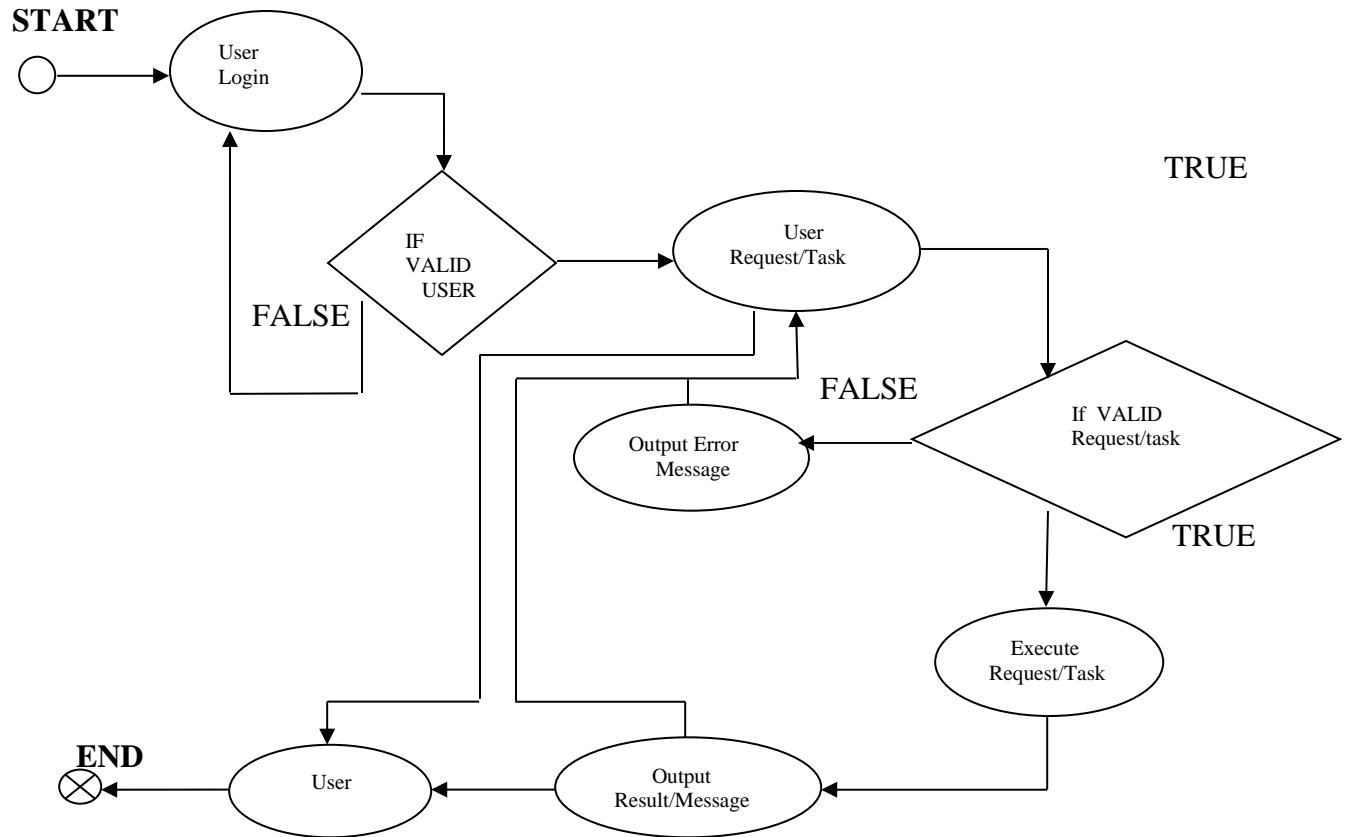 START
User
Login
TRUE
IF
VALID
USER
User
Request/Task
FALSE
FALSE
If VALID
Request/task
Output Error
Message
TRUE
Execute
Request/Task
END
User
Output
Result/Message